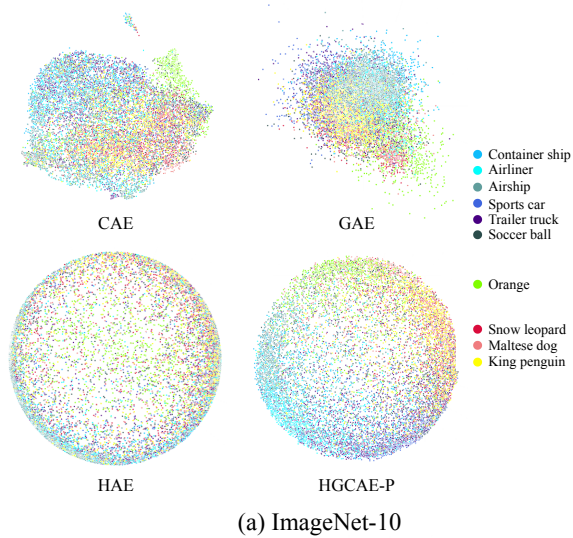 CAE
GAE
Container ship
Airliner
Airship
Sports car
Trailer truck
Soccer ball
Orange
Snow leopard
Maltese dog
King penguin
HAE
HGCAE-P
(a) ImageNet-10